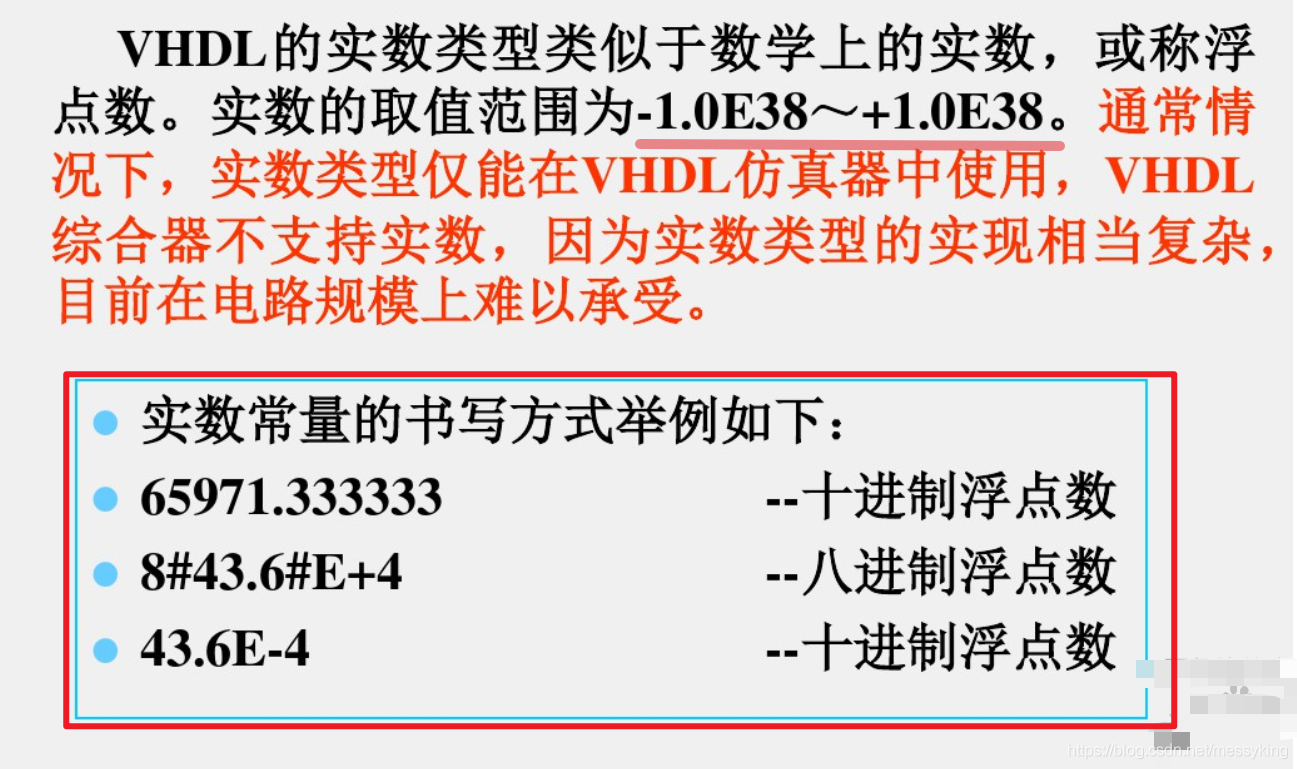 VHDL的实数类型类似于数学上的实数，或称浮
点数。实数的取值范围为-1.0E38～+1.0E38。通常情
况下，实数类型仅能在VHDL仿真器中使用，VHDL
综合器不支持实数，因为实数类型的实现相当复杂，
目前在电路规模上难以承受。
实数常量的书写方式举例如下：
65971.333333 --十进制浮点数
8#43.6#E+4 --八进制浮点数
43.6E-4 --十进制浮点数
https://blog.csdn.net/messyking